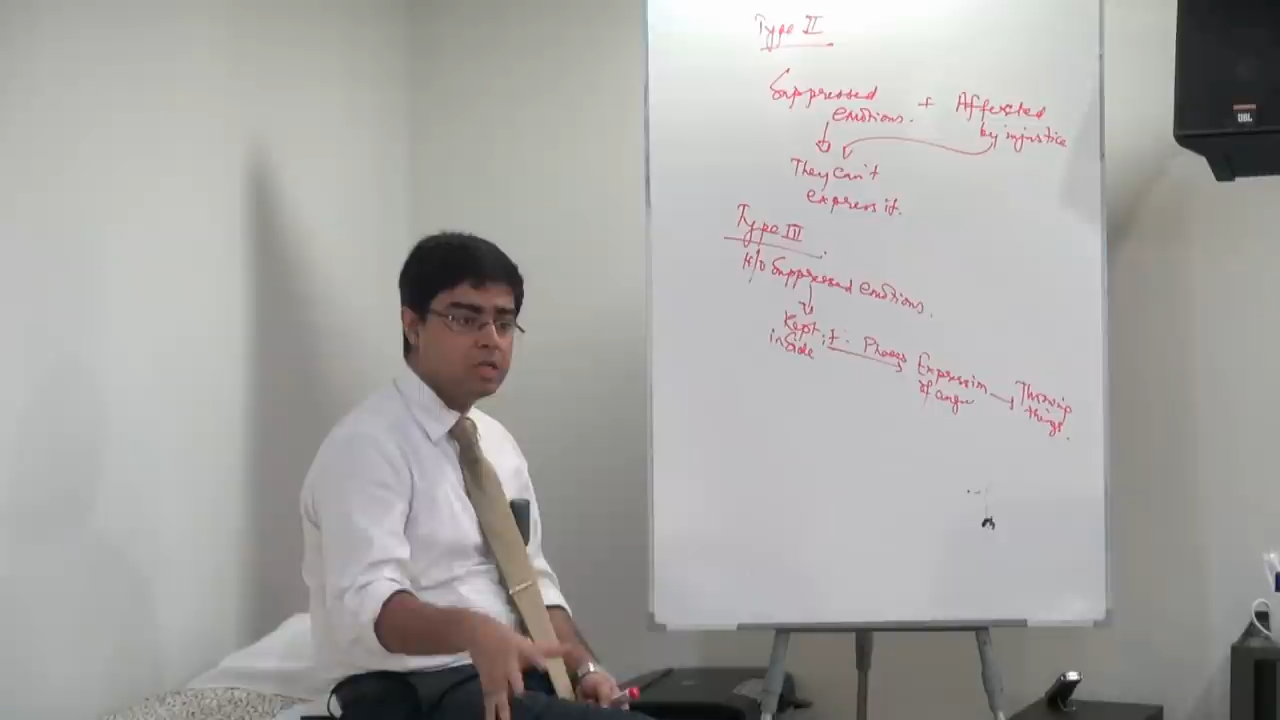 Type II
Suppressed + Affected
emotions. by injustice
They can't
express it.
Type III
H/O Suppressed emotions.
Kept it. Phases Expression Throwing
inside of anger things.
JBL